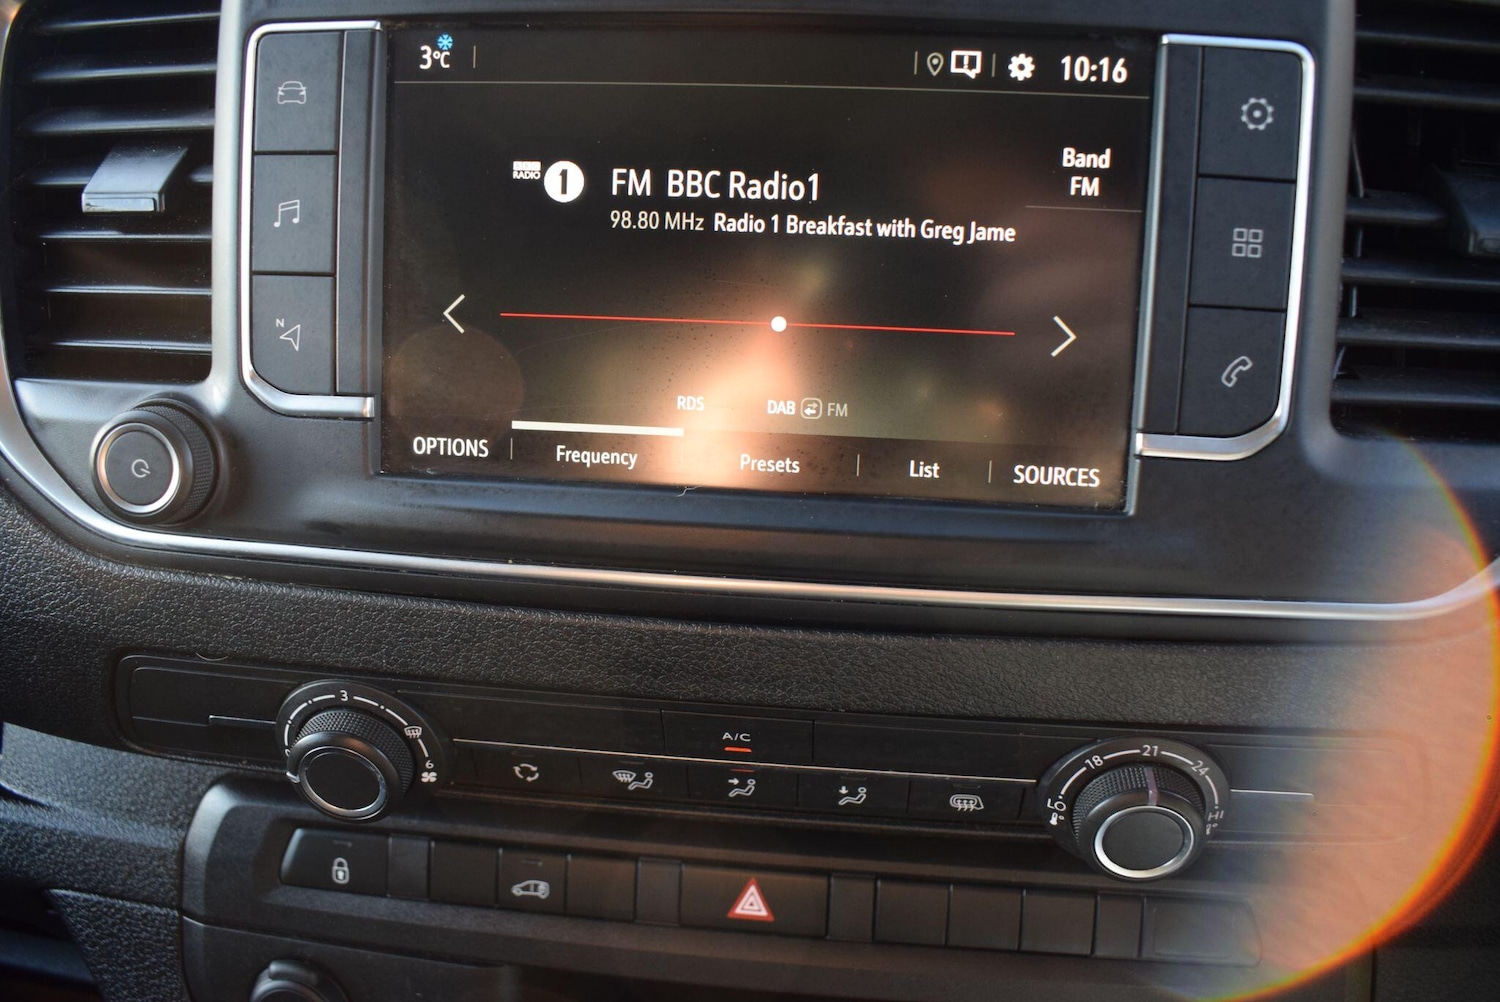 3°C
10:16
BBC
RADIO
1
FM BBC Radio1
98.80 MHz Radio 1 Breakfast with Greg Jame
Band
FM
N
RDS
DAB FM
OPTIONS
Frequency
Presets
List
SOURCES
3
6
A/C
LO
18
21
24
HI